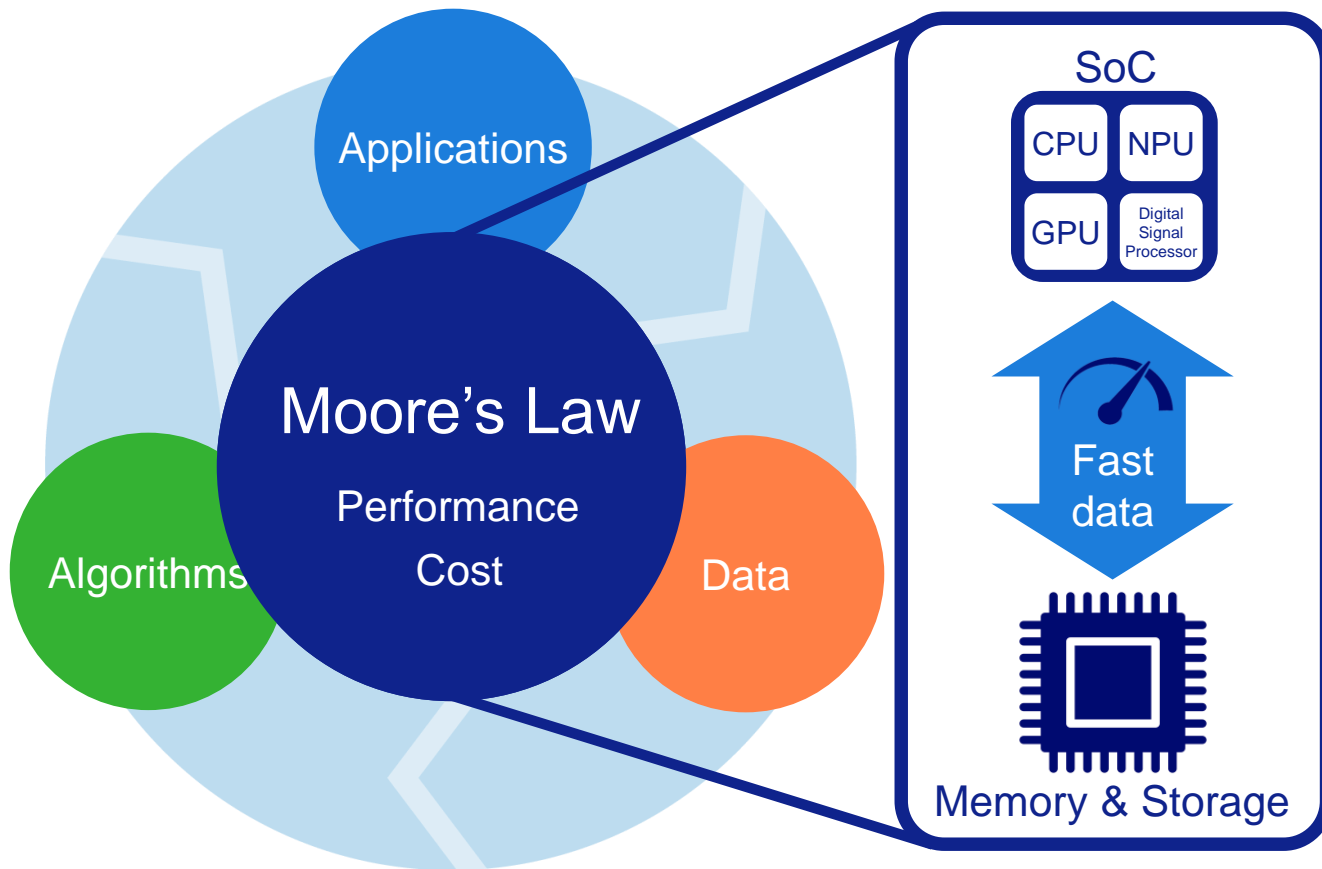 Applications
Moore’s Law
Performance
Cost
Algorithms
Data
SoC
CPU
NPU
GPU
Digital
Signal
Processor
Fast
data
Memory & Storage